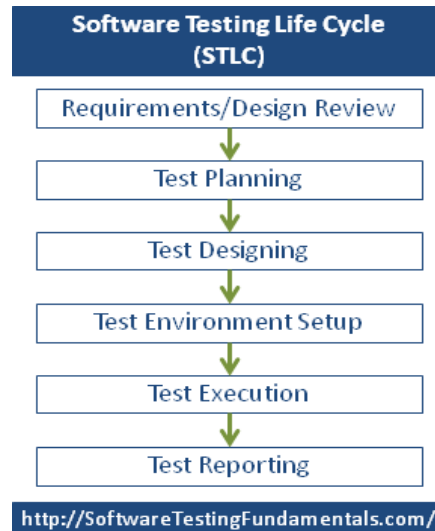 Software Testing Life Cycle
(STLC)
Requirements/Design Review
Test Planning
Test Designing
Test Environment Setup
Test Execution
Test Reporting
http://SoftwareTestingFundamentals.com/